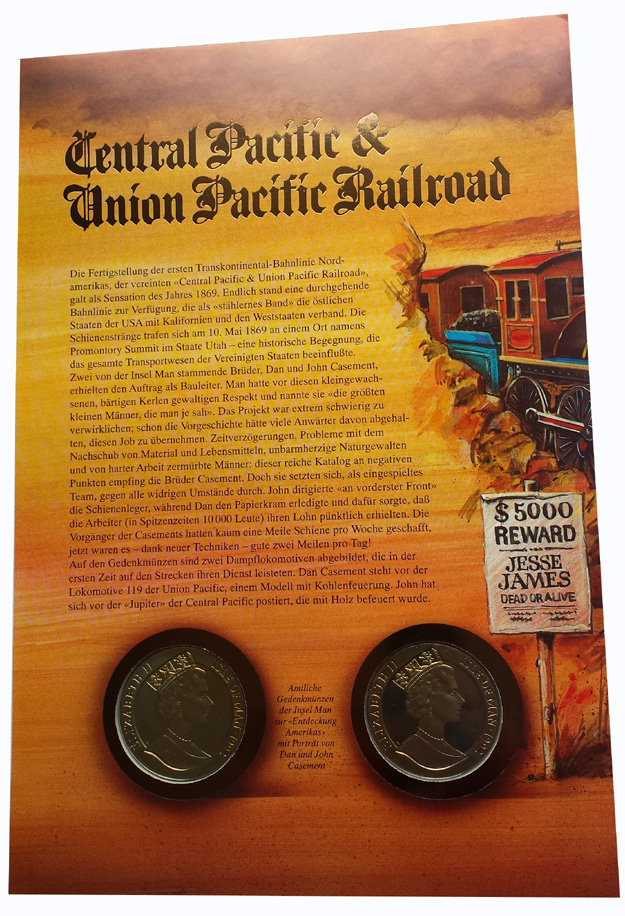 Central Pacific &
Union Pacific Railroad
Die Fertigstellung der ersten Transkontinental-Bahnlinie Nord-
amerikas, der vereinten «Central Pacific & Union Pacific Railroad»,
galt als Sensation des Jahres 1869. Endlich stand eine durchgehende
Bahnlinie zur Verfügung, die als «stählernes Band» die östlichen
Staaten der USA mit Kalifornien und den Weststaaten verband. Die
Schienenstränge trafen sich am 10. Mai 1869 an einem Ort namens
Promontory Summit im Staate Utah – eine historische Begegnung, die
das gesamte Transportwesen der Vereinigten Staaten beeinflußte.
Zwei von der Insel Man stammende Brüder, Dan und John Casement,
erhielten den Auftrag als Bauleiter. Man hatte vor diesen kleingewach-
senen, bärtigen Kerlen gewaltigen Respekt und nannte sie «die größten
kleinen Männer, die man je sah». Das Projekt war extrem schwierig zu
verwirklichen; schon die Vorgeschichte hätte viele Anwärter davon abgehal-
ten, diesen Job zu übernehmen. Zeitverzögerungen, Probleme mit dem
Nachschub von Material und Lebensmitteln, unbarmherzige Naturgewalten
und von harter Arbeit zermürbte Männer: dieser reiche Katalog an negativen
Punkten empfing die Brüder Casement. Doch sie setzten sich, als eingespieltes
Team, gegen alle widrigen Umstände durch. John dirigierte «an vorderster Front»
die Schienenleger, während Dan den Papierkram erledigte und dafür sorgte, daß
die Arbeiter (in Spitzenzeiten 10 000 Leute) ihren Lohn pünktlich erhielten. Die
Vorgänger der Casements hatten kaum eine Meile Schiene pro Woche geschafft,
jetzt waren es – dank neuer Techniken – gute zwei Meilen pro Tag!
Auf den Gedenkmünzen sind zwei Dampflokomotiven abgebildet, die in der
ersten Zeit auf den Strecken ihren Dienst leisteten. Dan Casement steht vor der
Lokomotive 119 der Union Pacific, einem Modell mit Kohlenfeuerung. John hat
sich vor der «Jupiter» der Central Pacific postiert, die mit Holz befeuert wurde.
$ 5000
REWARD
JESSE
JAMES
DEAD OR ALIVE
ELIZABETH II
ISLE OF MAN
Amtliche
Gedenkmünzen
der Insel Man
zur «Entdeckung
Amerikas»
mit Porträt von
Dan und John
Casement
ELIZABETH II
ISLE OF MAN